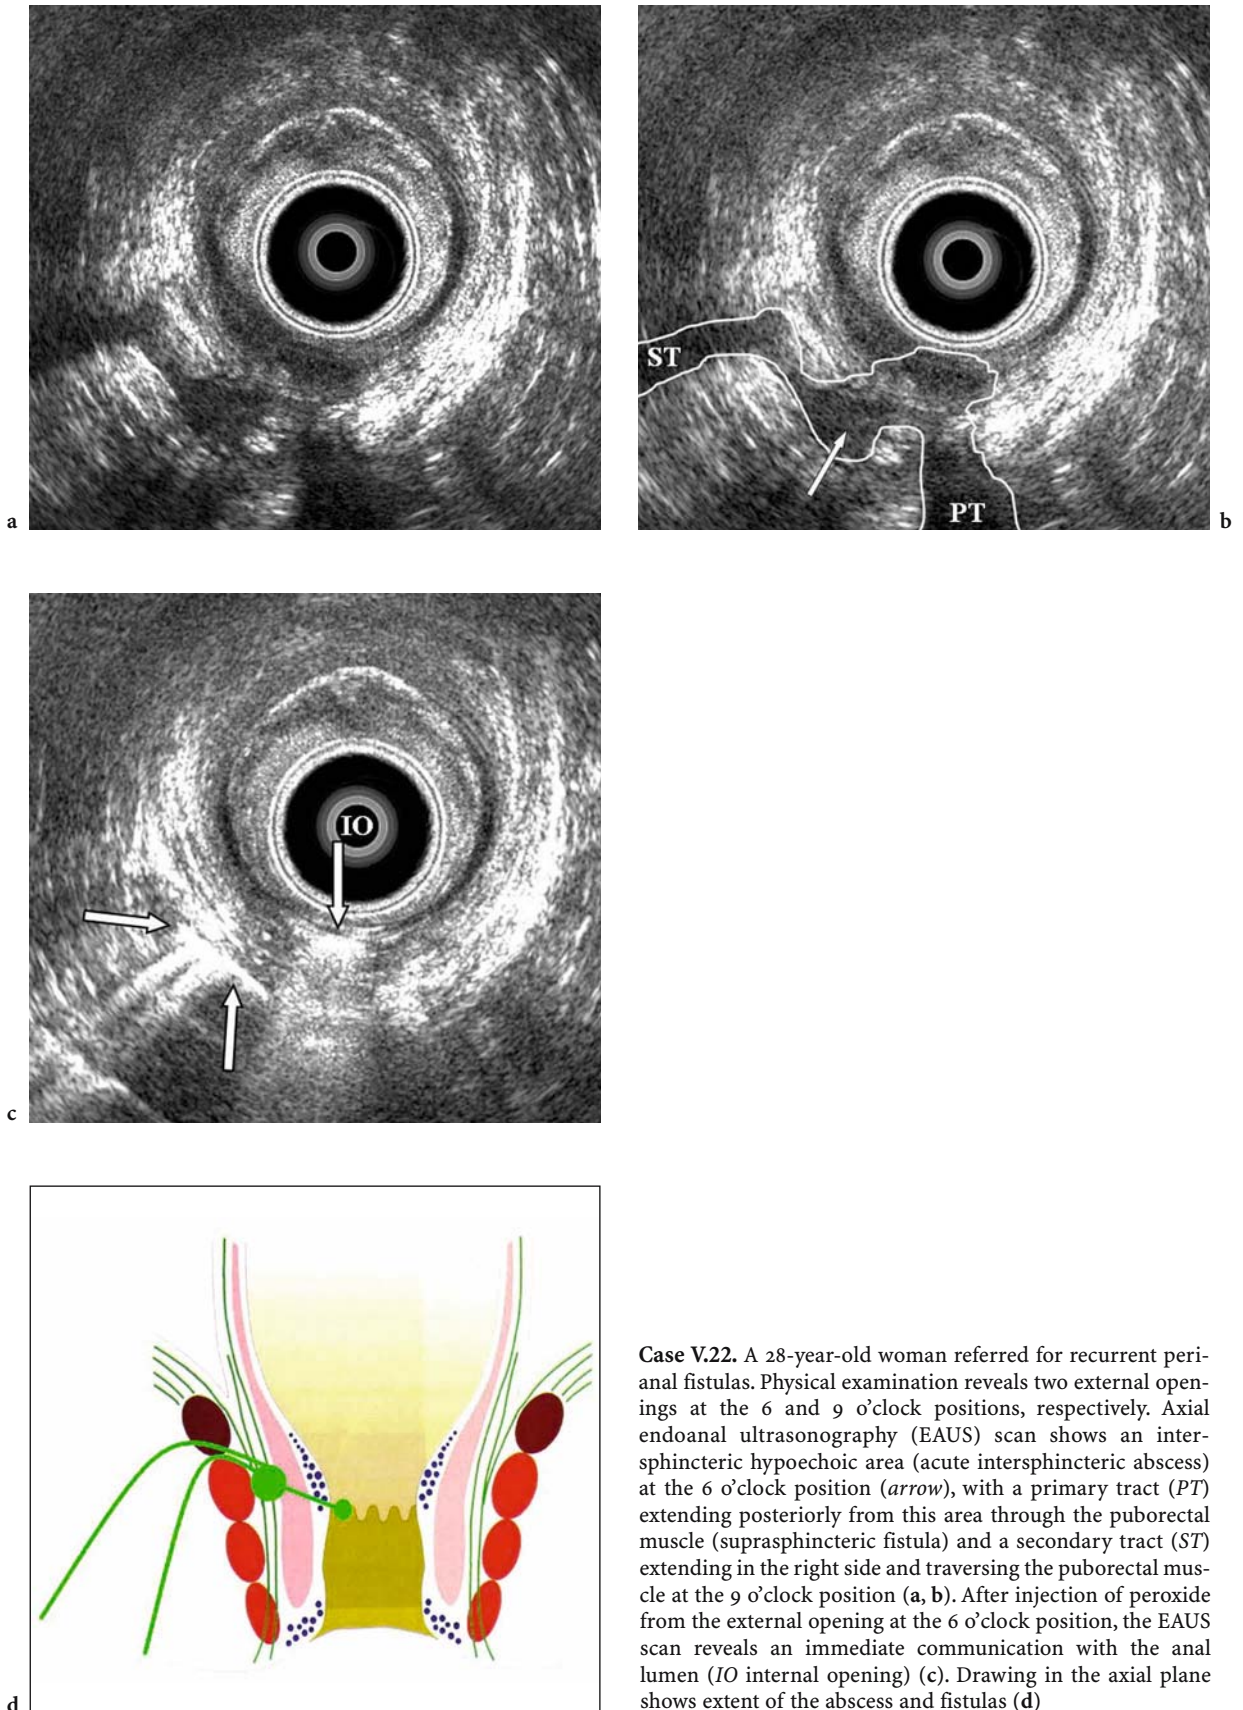 ST
PT
a
b
IO
c
d
Case V.22. A 28-year-old woman referred for recurrent peri-
anal fistulas. Physical examination reveals two external open-
ings at the 6 and 9 o'clock positions, respectively. Axial
endoanal ultrasonography (EAUS) scan shows an inter-
sphincteric hypoechoic area (acute intersphincteric abscess)
at the 6 o'clock position (arrow), with a primary tract (PT)
extending posteriorly from this area through the puborectal
muscle (suprasphincteric fistula) and a secondary tract (ST)
extending in the right side and traversing the puborectal mus-
cle at the 9 o'clock position (a, b). After injection of peroxide
from the external opening at the 6 o'clock position, the EAUS
scan reveals an immediate communication with the anal
lumen (IO internal opening) (c). Drawing in the axial plane
shows extent of the abscess and fistulas (d)